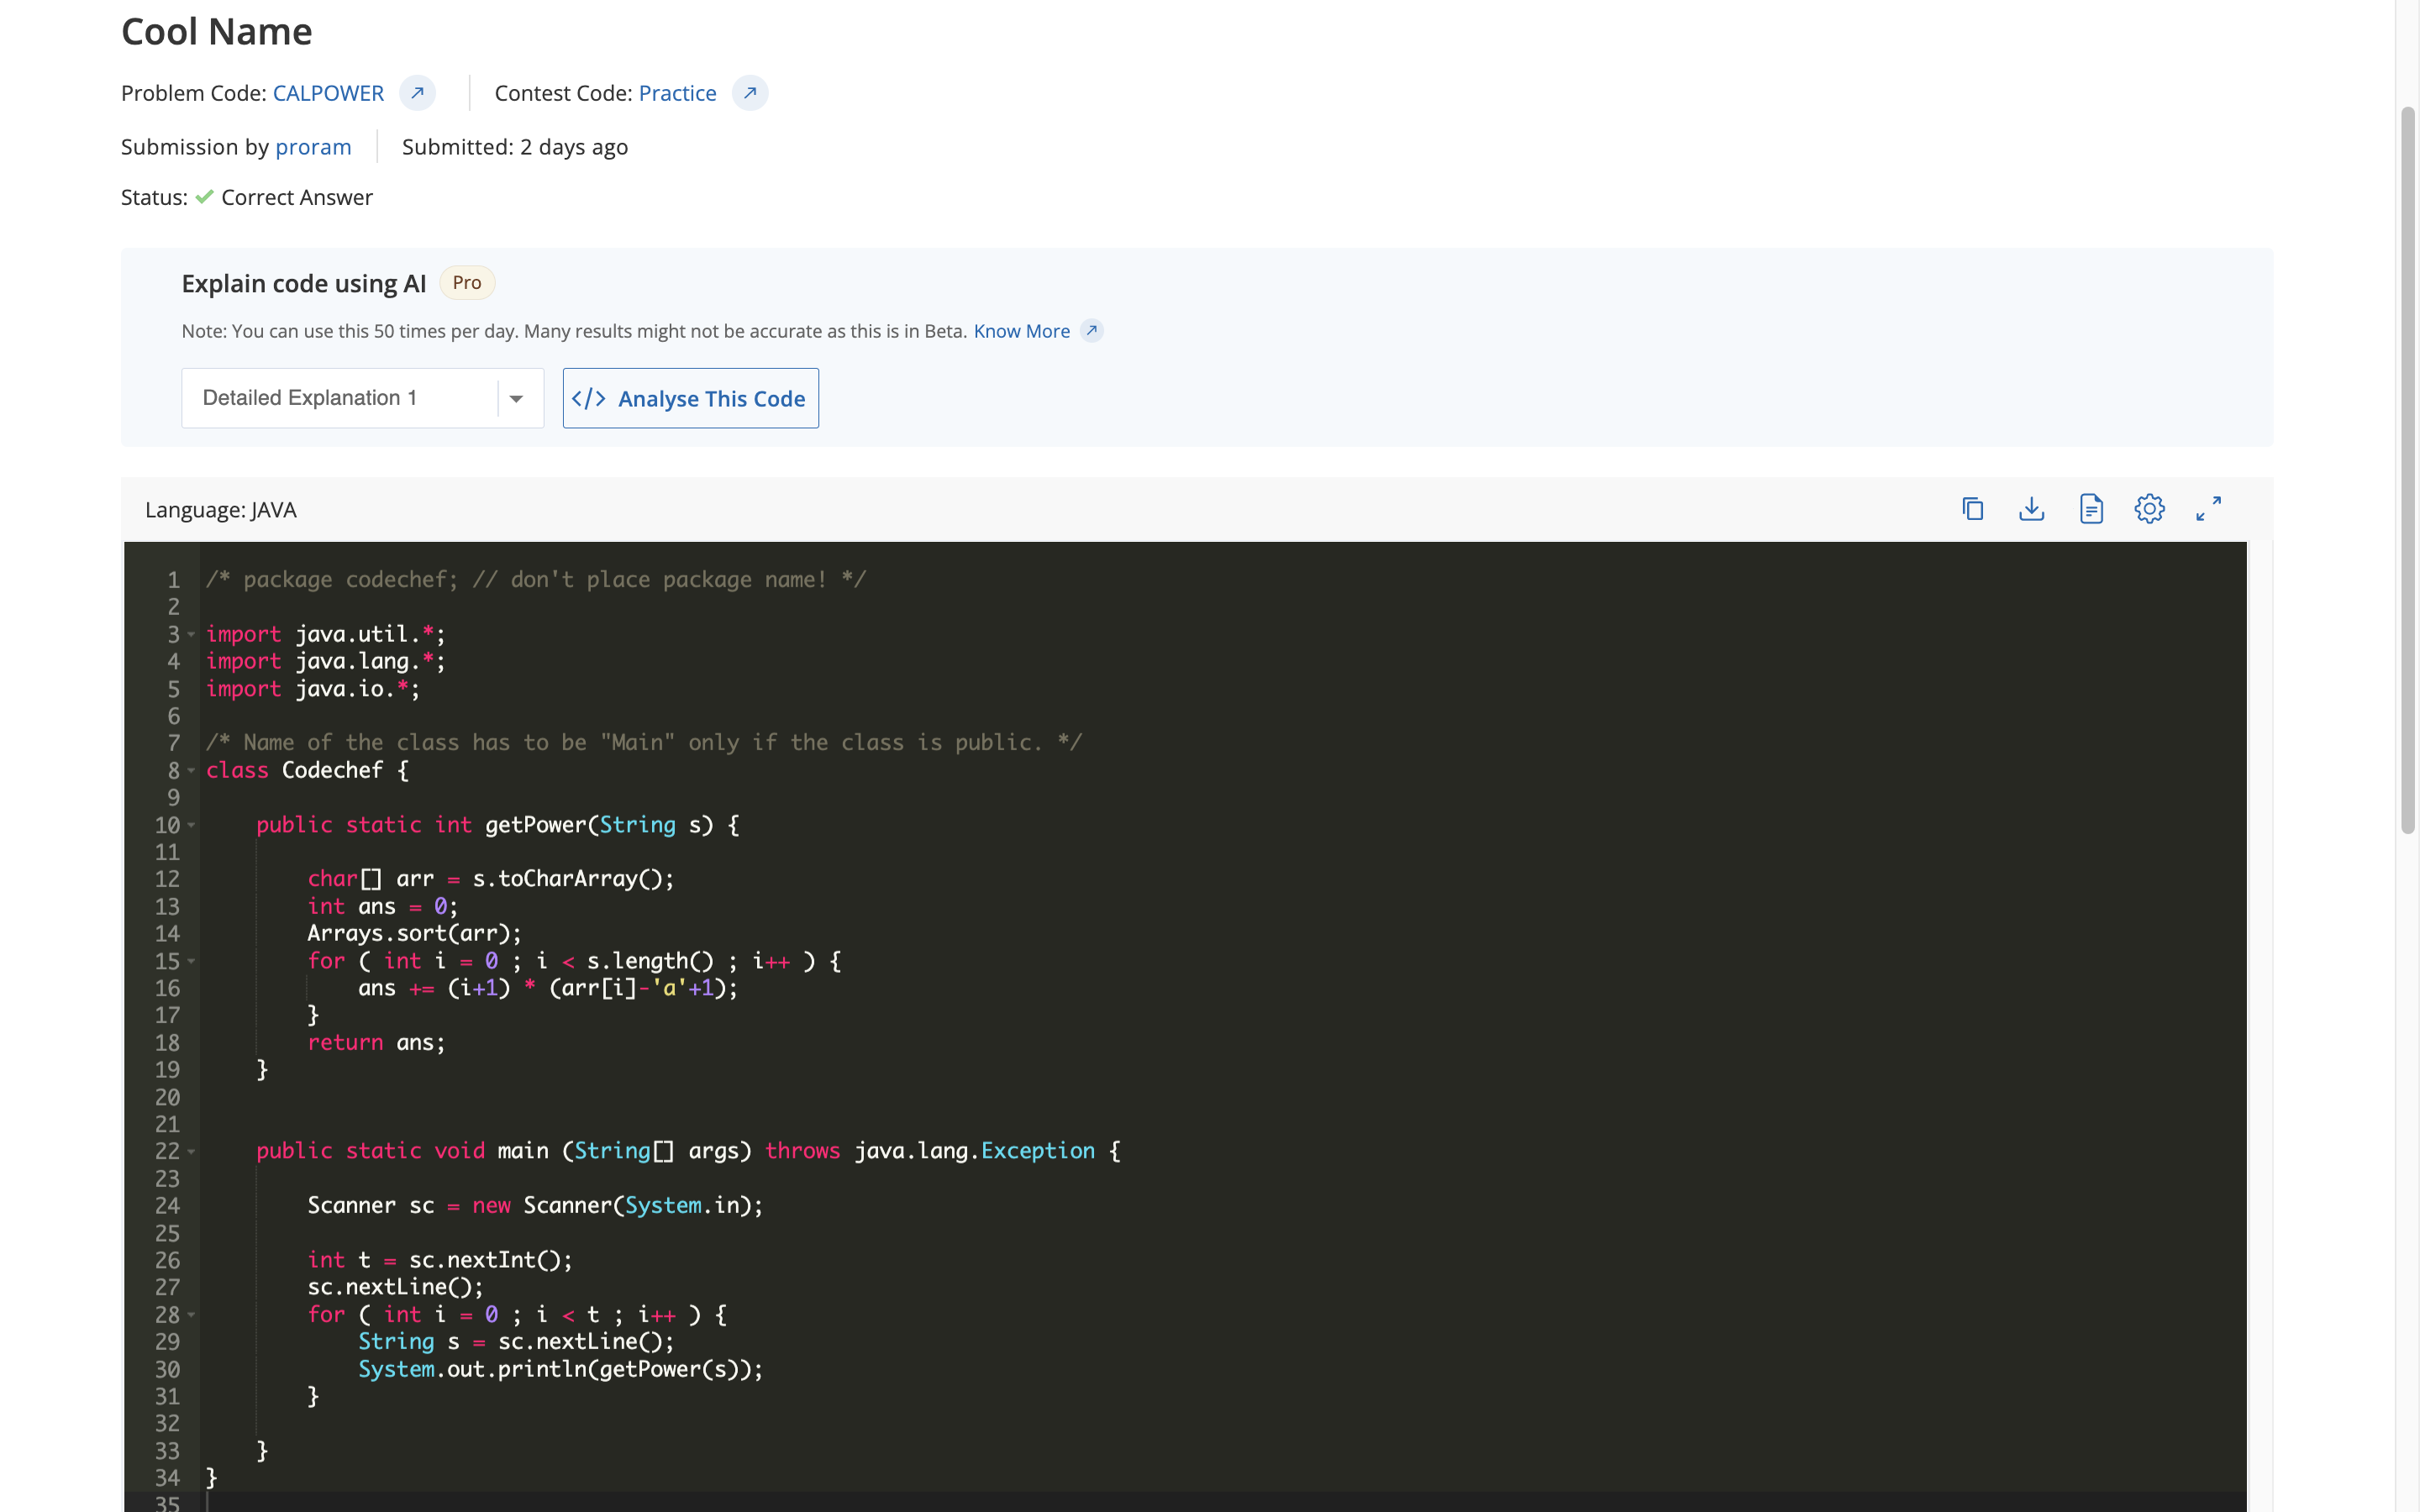 Cool Name
Problem Code: CALPOWER
Contest Code: Practice
Submission by proram
Submitted: 2 days ago
Status: Correct Answer
Explain code using AI Pro
Note: You can use this 50 times per day. Many results might not be accurate as this is in Beta. Know More
Detailed Explanation 1
</> Analyse This Code
Language: JAVA
1 /* package codechef; // don't place package name! */
2
3 import java.util.*;
4 import java.lang.*;
5 import java.io.*;
6
7 /* Name of the class has to be "Main" only if the class is public. */
8 class Codechef {
9
10     public static int getPower(String s) {
11
12         char[] arr = s.toCharArray();
13         int ans = 0;
14         Arrays.sort(arr);
15         for ( int i = 0 ; i < s.length() ; i++ ) {
16             ans += (i+1) * (arr[i]-'a'+1);
17         }
18         return ans;
19     }
20
21
22     public static void main (String[] args) throws java.lang.Exception {
23
24         Scanner sc = new Scanner(System.in);
25
26         int t = sc.nextInt();
27         sc.nextLine();
28         for ( int i = 0 ; i < t ; i++ ) {
29             String s = sc.nextLine();
30             System.out.println(getPower(s));
31         }
32
33     }
34 }
35